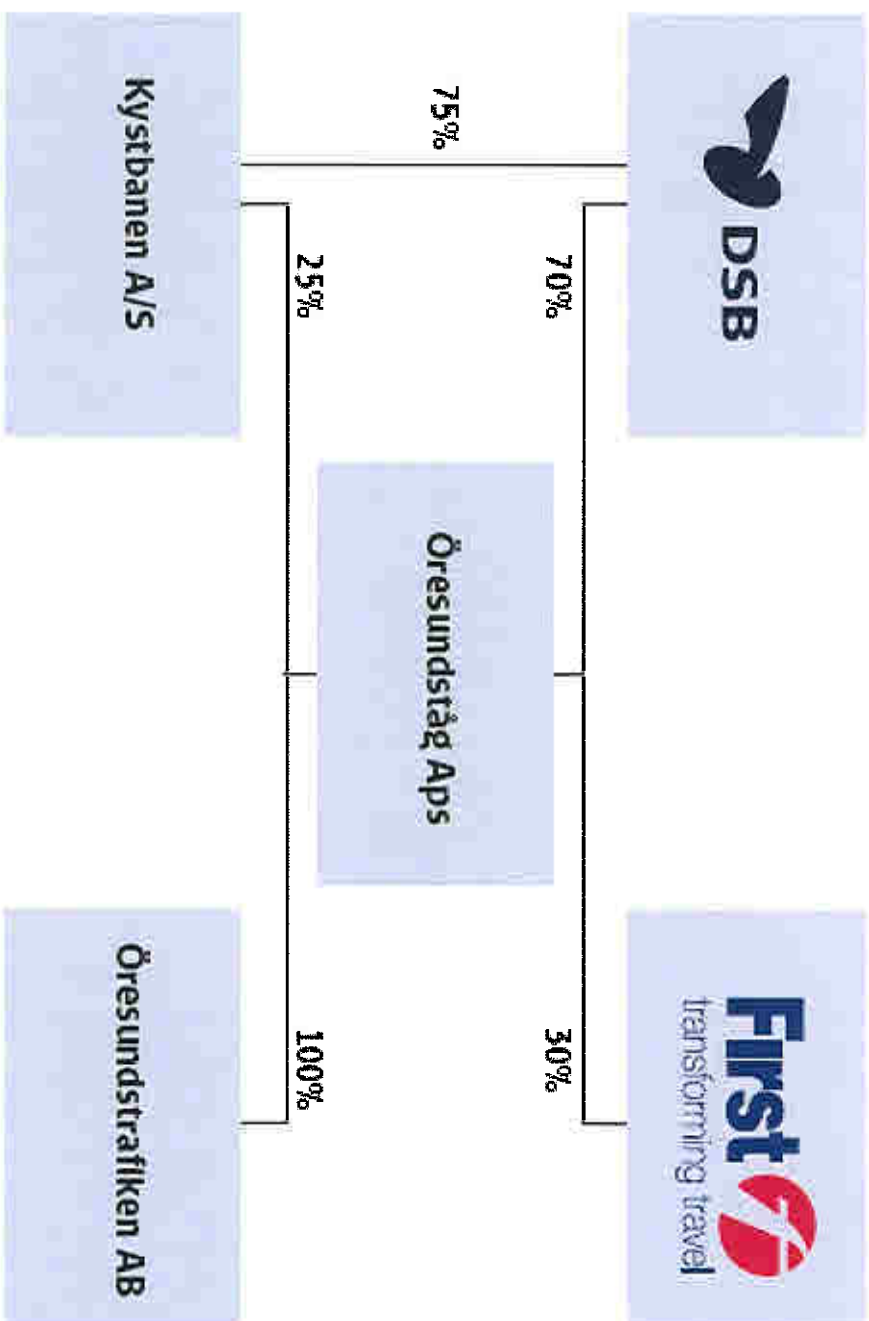 DSB
First
transforming travel
70%
30%
75%
Öresundståg Aps
25%
100%
Kystbanen A/S
Öresundstrafiken AB